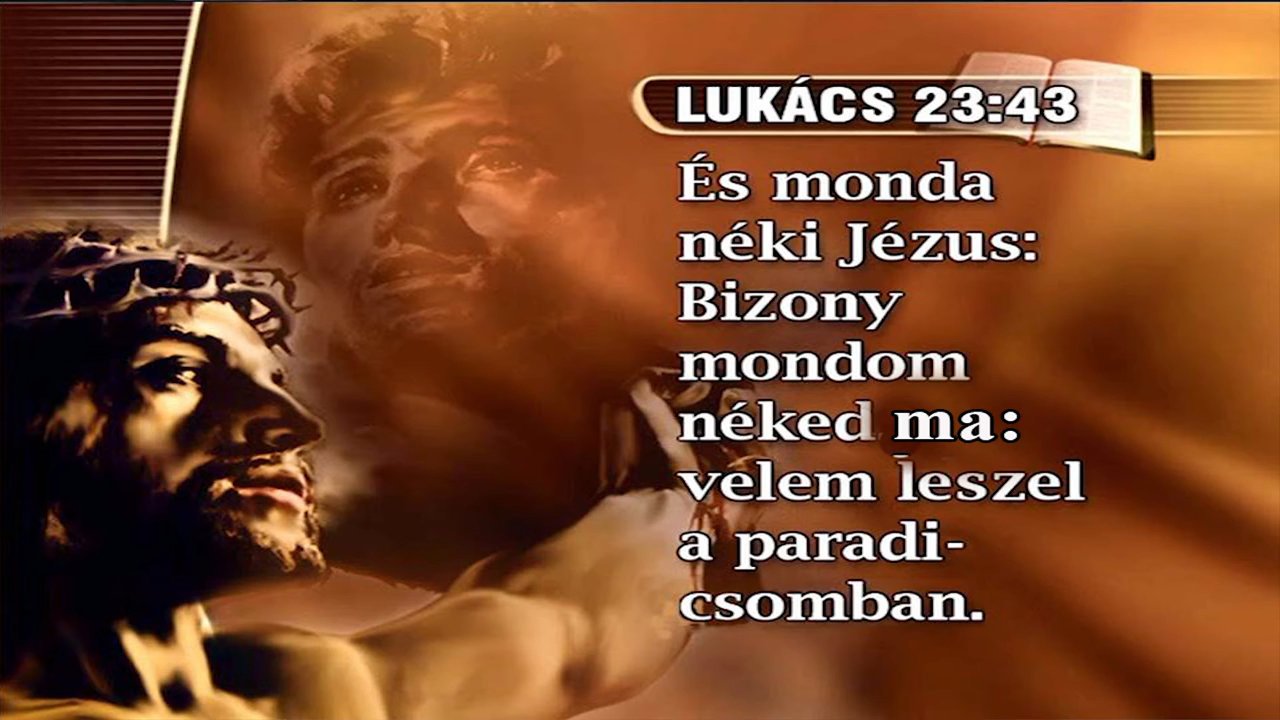 LUKÁCS 23:43
És monda
néki Jézus:
Bizony
mondom
néked ma:
velem leszel
a paradi-
csomban.